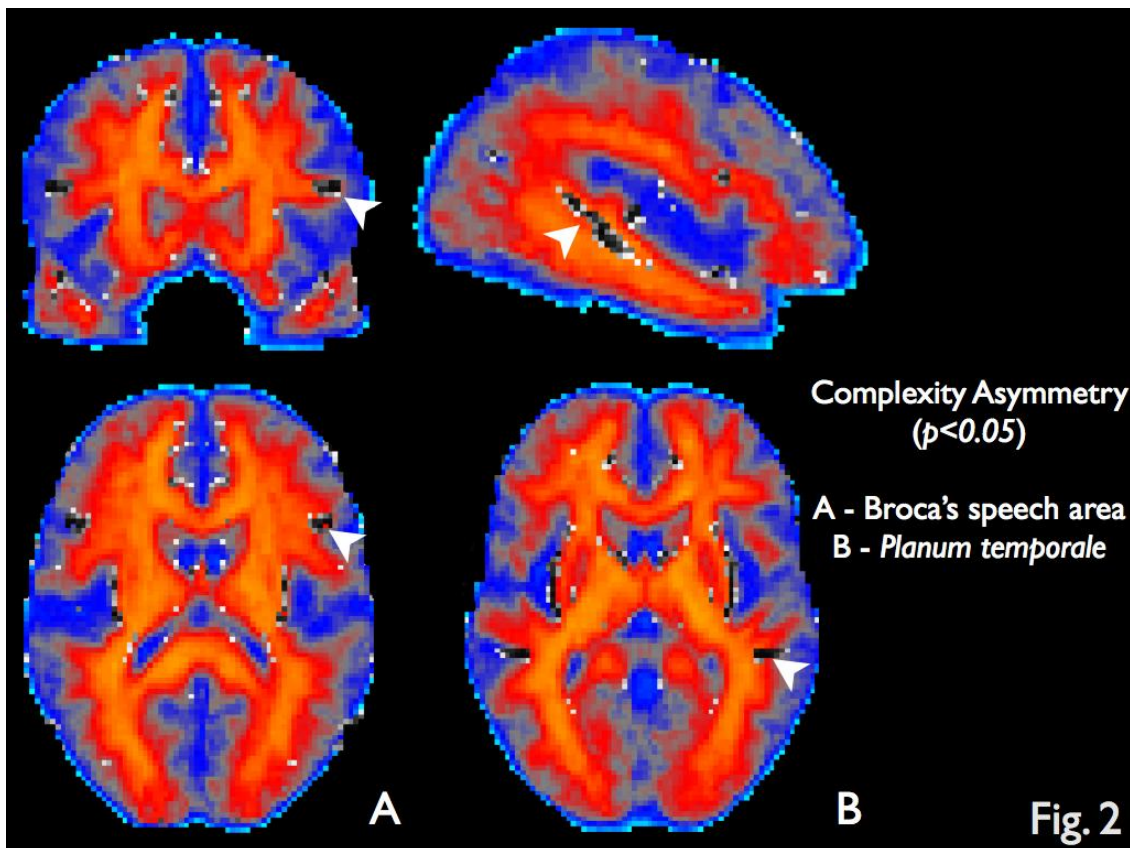 Complexity Asymmetry
(p<0.05)
A - Broca's speech area
B - Planum temporale
A
B
Fig. 2